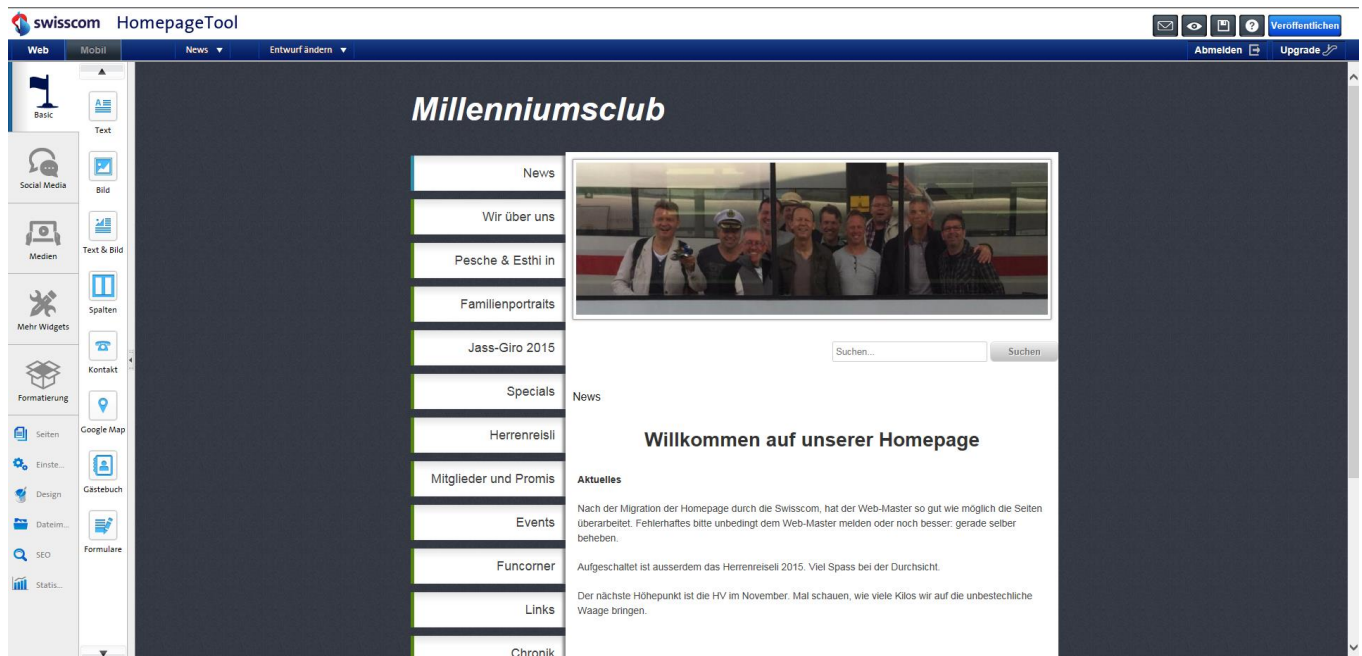 swisscom HomepageTool
Veröffentlichen
Web
Mobil
News
Entwurf ändern
Abmelden
Upgrade
Basic
Social Media
Medien
Mehr Widgets
Formatierung
Seiten
Einste...
Design
Dateim...
SEO
Statis...
Text
Bild
Text & Bild
Spalten
Kontakt
Google Map
Gästebuch
Formulare
Millenniumsclub
News
Wir über uns
Pesche & Esthi in
Familienportraits
Jass-Giro 2015
Specials
Herrenreisli
Mitglieder und Promis
Events
Funcorner
Links
Chronik
Suchen...
Suchen
News
Willkommen auf unserer Homepage
Aktuelles
Nach der Migration der Homepage durch die Swisscom, hat der Web-Master so gut wie möglich die Seiten
überarbeitet. Fehlerhaftes bitte unbedingt dem Web-Master melden oder noch besser: gerade selber
beheben.
Aufgeschaltet ist ausserdem das Herrenreiseli 2015. Viel Spass bei der Durchsicht.
Der nächste Höhepunkt ist die HV im November. Mal schauen, wie viele Kilos wir auf die unbestechliche
Waage bringen.